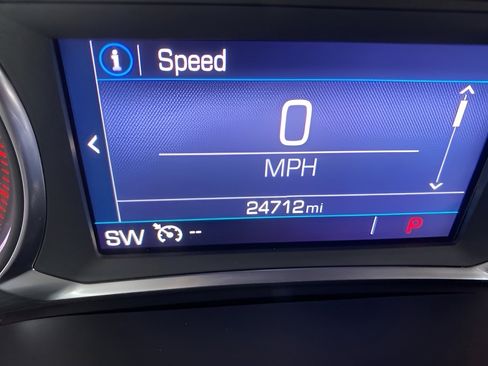 i Speed
0
MPH
24712mi
SW --
P